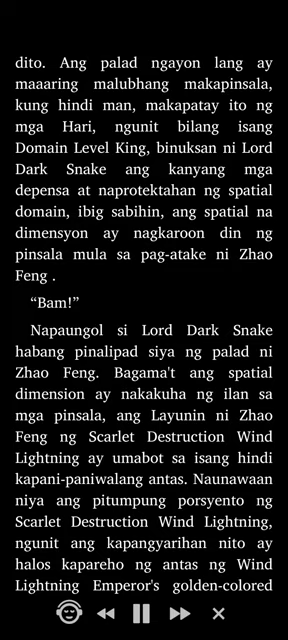 dito. Ang palad ngayon lang ay
maaaring malubhang makapinsala,
kung hindi man, makapatay ito ng
mga Hari, ngunit bilang isang
Domain Level King, binuksan ni Lord
Dark Snake ang kanyang mga
depensa at naprotektahan ng spatial
domain, ibig sabihin, ang spatial na
dimensyon ay nagkaroon din ng
pinsala mula sa pag-atake ni Zhao
Feng .
“Bam!”
Napaungol si Lord Dark Snake
habang pinalipad siya ng palad ni
Zhao Feng. Bagama't ang spatial
dimension ay nakakuha ng ilan sa
mga pinsala, ang Layunin ni Zhao
Feng ng Scarlet Destruction Wind
Lightning ay umabot sa isang hindi
kapani-paniwalang antas. Naunawaan
niya ang pitumpung porsyento ng
Scarlet Destruction Wind Lightning,
ngunit ang kapangyarihan nito ay
halos kapareho ng antas ng Wind
Lightning Emperor's golden-colored